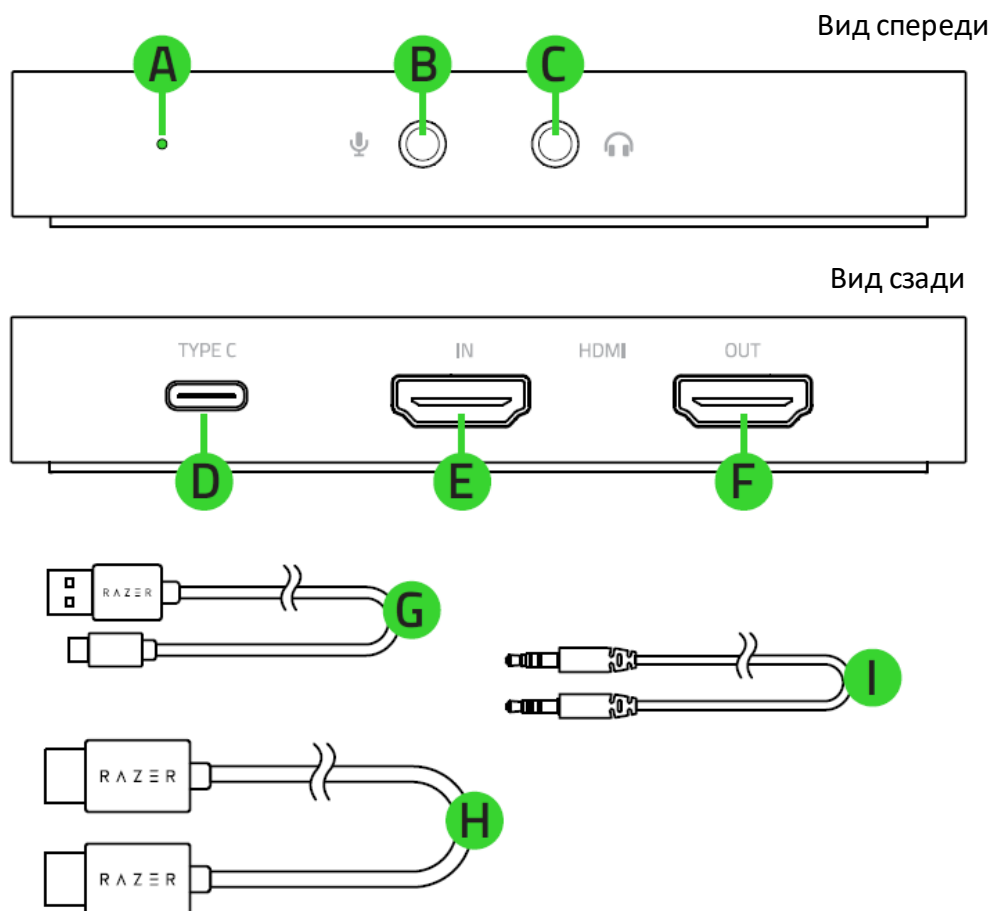 Вид спереди
A B C
Вид сзади
TYPE C IN HDMI OUT
D E F
RAZER
G
I
RAZER
H
RAZER